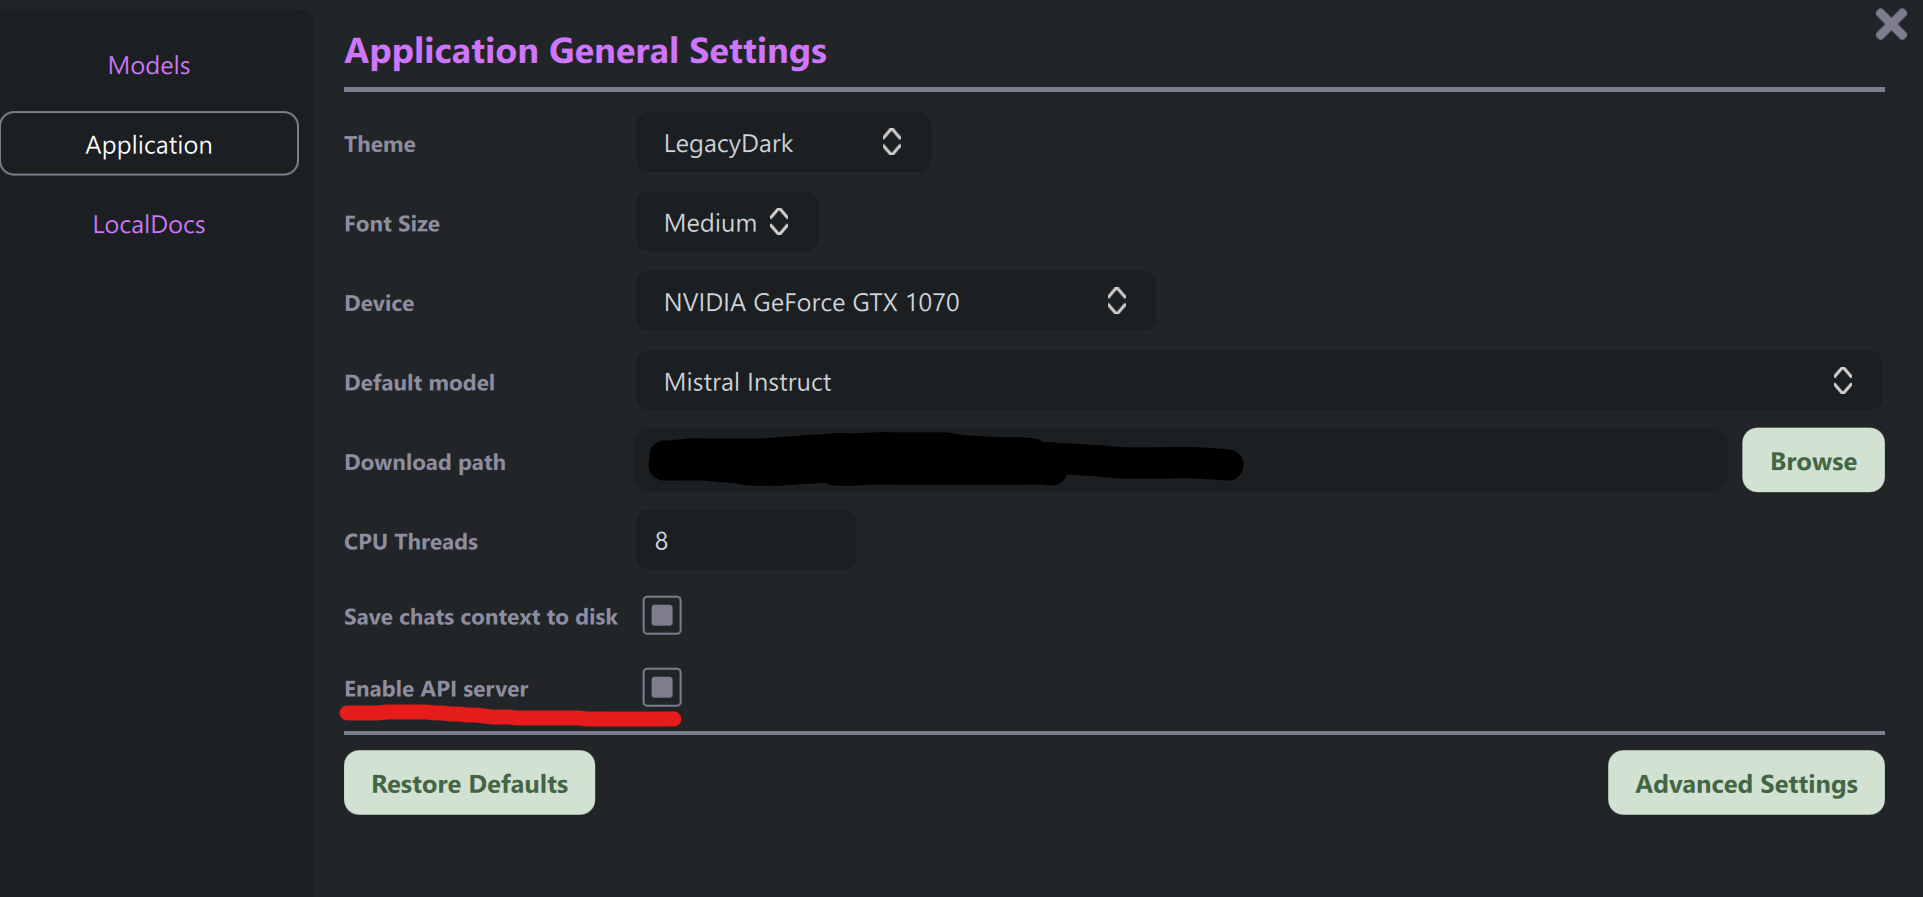 Models
Application
LocalDocs
Application General Settings
Theme LegacyDark
Font Size Medium
Device NVIDIA GeForce GTX 1070
Default model Mistral Instruct
Download path Browse
CPU Threads 8
Save chats context to disk
Enable API server
Restore Defaults Advanced Settings